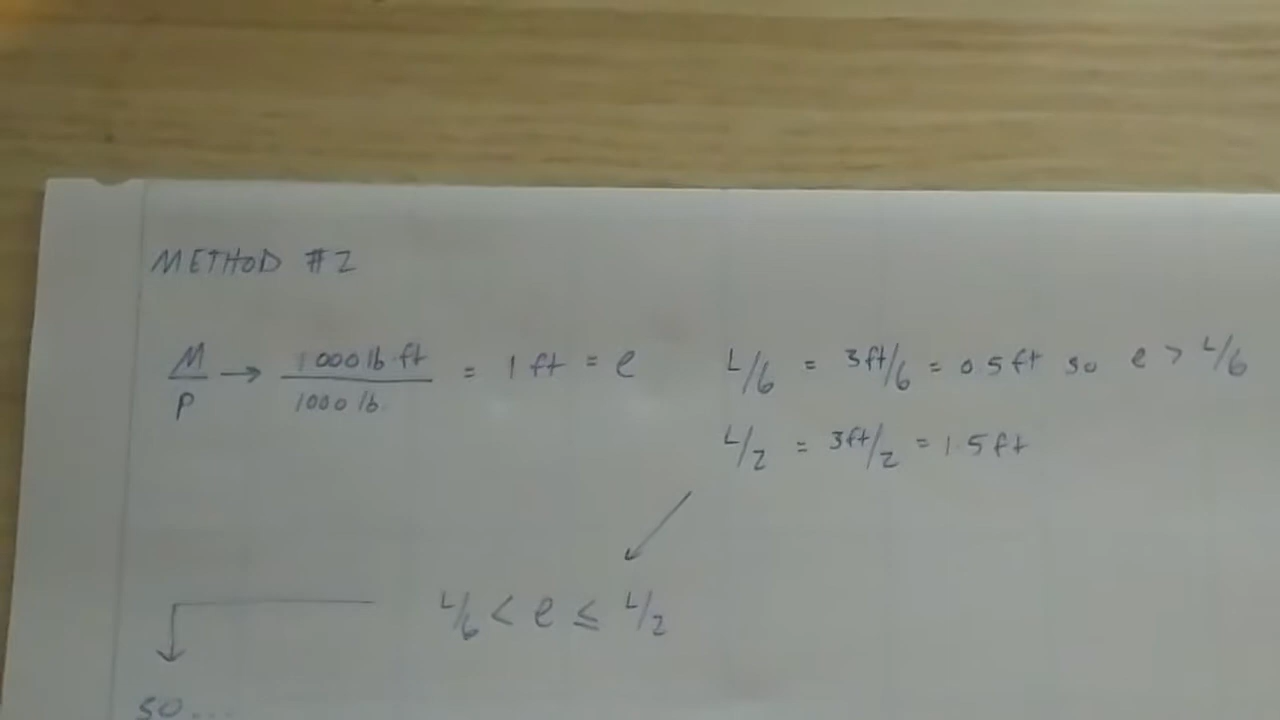 METHOD #2
M/P → 1000 lb·ft / 1000 lb = 1 ft = e
L/6 = 3ft/6 = 0.5 ft so e > L/6
L/2 = 3ft/2 = 1.5 ft
L/6 < e ≤ L/2
so...